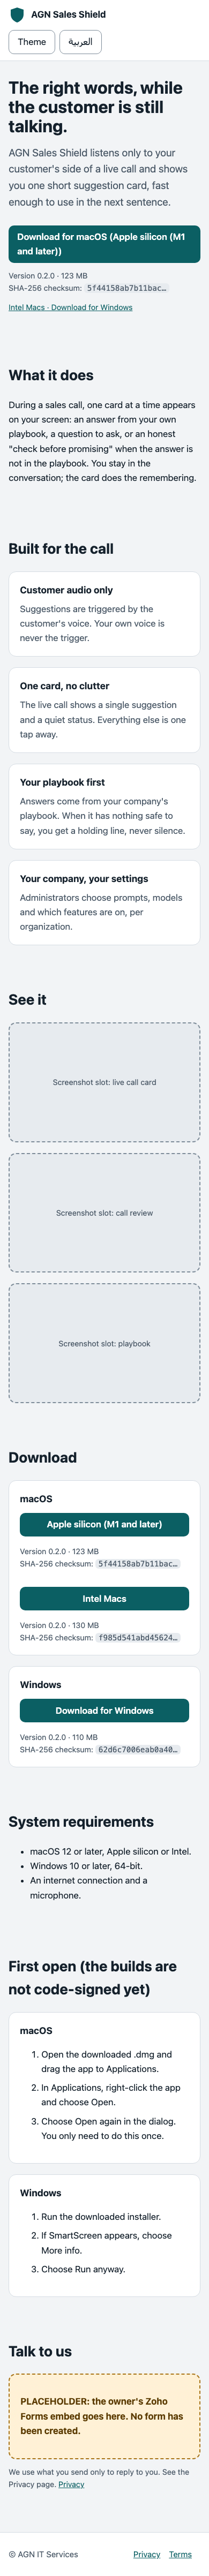 AGN Sales Shield
Theme
العربية
The right words, while
the customer is still
talking.
AGN Sales Shield listens only to your
customer's side of a live call and shows
you one short suggestion card, fast
enough to use in the next sentence.
Download for macOS (Apple silicon (M1
and later))
Version 0.2.0 · 123 MB
SHA-256 checksum: 5f44158ab7b11bac…
Intel Macs · Download for Windows
What it does
During a sales call, one card at a time appears
on your screen: an answer from your own
playbook, a question to ask, or an honest
"check before promising" when the answer is
not in the playbook. You stay in the
conversation; the card does the remembering.
Built for the call
Customer audio only
Suggestions are triggered by the
customer's voice. Your own voice is
never the trigger.
One card, no clutter
The live call shows a single suggestion
and a quiet status. Everything else is one
tap away.
Your playbook first
Answers come from your company's
playbook. When it has nothing safe to
say, you get a holding line, never silence.
Your company, your settings
Administrators choose prompts, models
and which features are on, per
organization.
See it
Screenshot slot: live call card
Screenshot slot: call review
Screenshot slot: playbook
Download
macOS
Apple silicon (M1 and later)
Version 0.2.0 · 123 MB
SHA-256 checksum: 5f44158ab7b11bac…
Intel Macs
Version 0.2.0 · 130 MB
SHA-256 checksum: f985d541abd45624…
Windows
Download for Windows
Version 0.2.0 · 110 MB
SHA-256 checksum: 62d6c7006eab0a40…
System requirements
• macOS 12 or later, Apple silicon or Intel.
• Windows 10 or later, 64-bit.
• An internet connection and a
microphone.
First open (the builds are
not code-signed yet)
macOS
1. Open the downloaded .dmg and
drag the app to Applications.
2. In Applications, right-click the app
and choose Open.
3. Choose Open again in the dialog.
You only need to do this once.
Windows
1. Run the downloaded installer.
2. If SmartScreen appears, choose
More info.
3. Choose Run anyway.
Talk to us
PLACEHOLDER: the owner's Zoho
Forms embed goes here. No form has
been created.
We use what you send only to reply to you. See the
Privacy page. Privacy
© AGN IT Services
Privacy
Terms